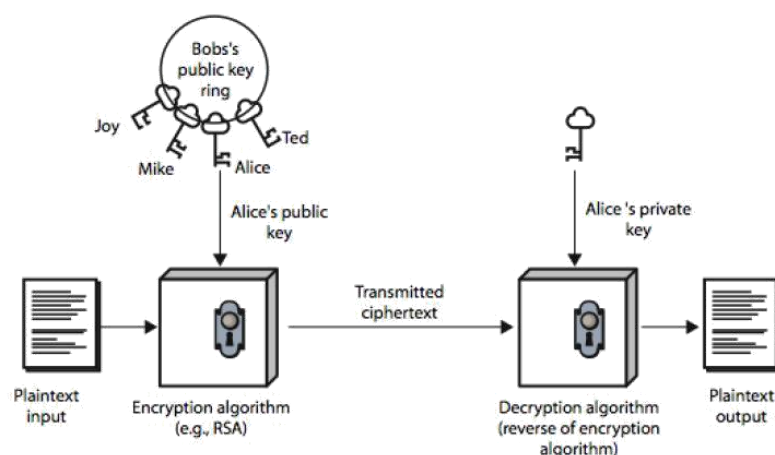 Bobs's
public key
ring
Joy
Mike
Alice
Ted
Alice's public
key
Alice 's private
key
Transmitted
ciphertext
Plaintext
input
Encryption algorithm
(e.g., RSA)
Decryption algorithm
(reverse of encryption
algorithm)
Plaintext
output